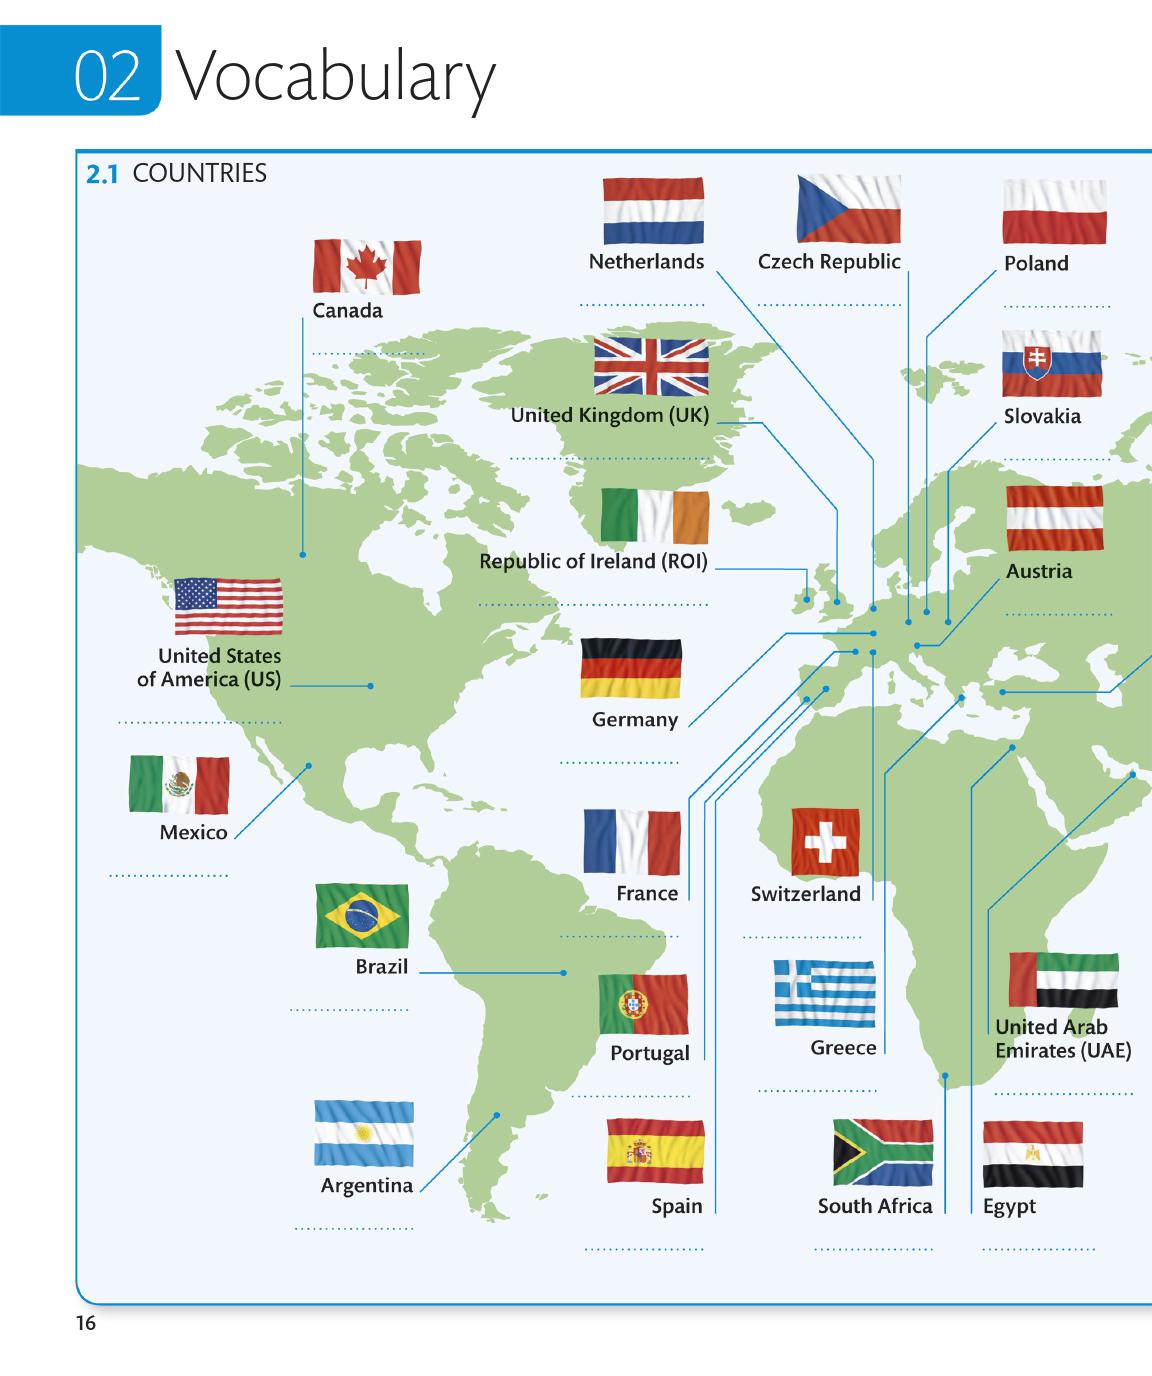 02 Vocabulary
2.1 COUNTRIES
Netherlands
Czech Republic
Poland
Canada
United Kingdom (UK)
Slovakia
Republic of Ireland (ROI)
Austria
United States
of America (US)
Germany
Mexico
France
Switzerland
Brazil
Portugal
Greece
United Arab
Emirates (UAE)
Argentina
Spain
South Africa
Egypt
16